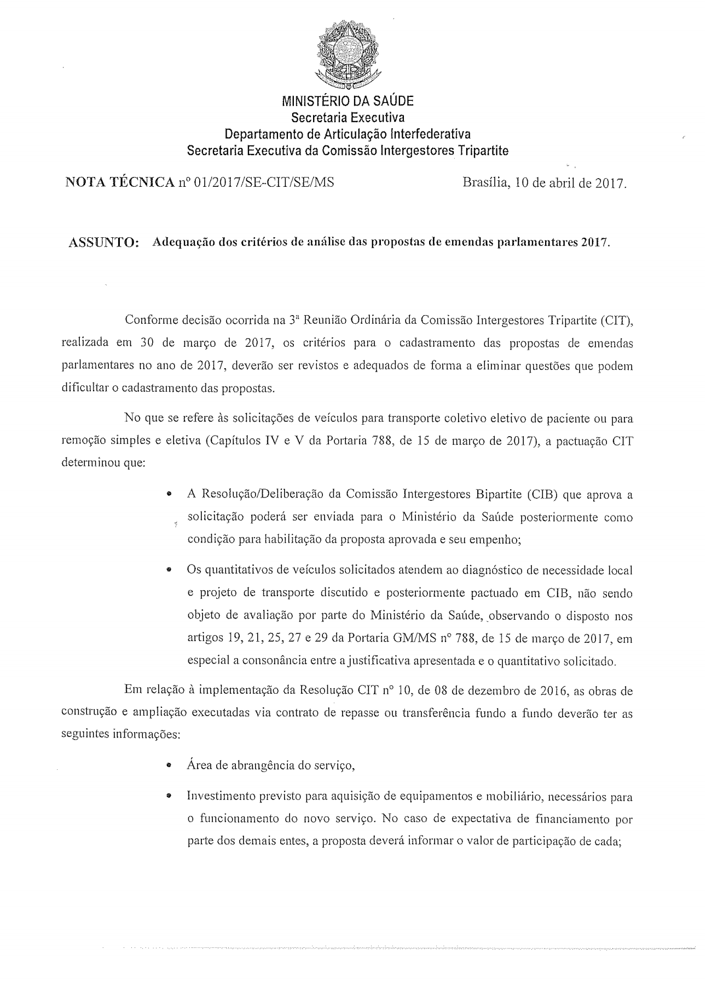 MINISTÉRIO DA SAÚDE
Secretaria Executiva
Departamento de Articulação Interfederativa
Secretaria Executiva da Comissão Intergestores Tripartite
NOTA TÉCNICA nº 01/2017/SE-CIT/SE/MS Brasília, 10 de abril de 2017.
ASSUNTO: Adequação dos critérios de análise das propostas de emendas parlamentares 2017.
Conforme decisão ocorrida na 3ª Reunião Ordinária da Comissão Intergestores Tripartite (CIT),
realizada em 30 de março de 2017, os critérios para o cadastramento das propostas de emendas
parlamentares no ano de 2017, deverão ser revistos e adequados de forma a eliminar questões que podem
dificultar o cadastramento das propostas.
No que se refere às solicitações de veículos para transporte coletivo eletivo de paciente ou para
remoção simples e eletiva (Capítulos IV e V da Portaria 788, de 15 de março de 2017), a pactuação CIT
determinou que:
• A Resolução/Deliberação da Comissão Intergestores Bipartite (CIB) que aprova a
solicitação poderá ser enviada para o Ministério da Saúde posteriormente como
condição para habilitação da proposta aprovada e seu empenho;
• Os quantitativos de veículos solicitados atendem ao diagnóstico de necessidade local
e projeto de transporte discutido e posteriormente pactuado em CIB, não sendo
objeto de avaliação por parte do Ministério da Saúde, observando o disposto nos
artigos 19, 21, 25, 27 e 29 da Portaria GM/MS nº 788, de 15 de março de 2017, em
especial a consonância entre a justificativa apresentada e o quantitativo solicitado.
Em relação à implementação da Resolução CIT nº 10, de 08 de dezembro de 2016, as obras de
construção e ampliação executadas via contrato de repasse ou transferência fundo a fundo deverão ter as
seguintes informações:
• Área de abrangência do serviço,
• Investimento previsto para aquisição de equipamentos e mobiliário, necessários para
o funcionamento do novo serviço. No caso de expectativa de financiamento por
parte dos demais entes, a proposta deverá informar o valor de participação de cada;